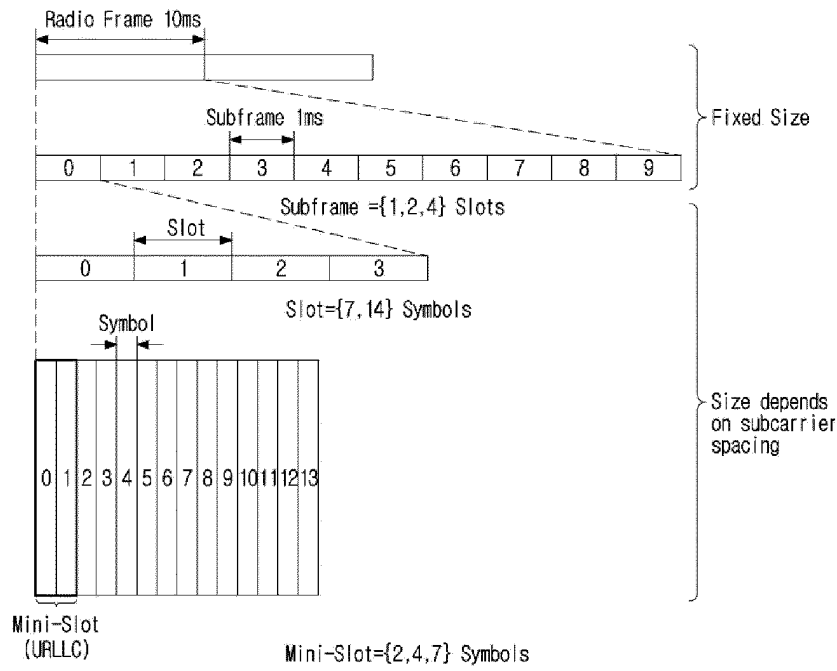 Radio Frame 10ms
Fixed Size
Subframe 1ms
0 1 2 3 4 5 6 7 8 9
Subframe ={1,2,4} Slots
Slot
0 1 2 3
Slot={7,14} Symbols
Symbol
Size depends
on subcarrier
spacing
0 1 2 3 4 5 6 7 8 9 10 11 12 13
Mini-Slot
(URLLC)
Mini-Slot={2,4,7} Symbols